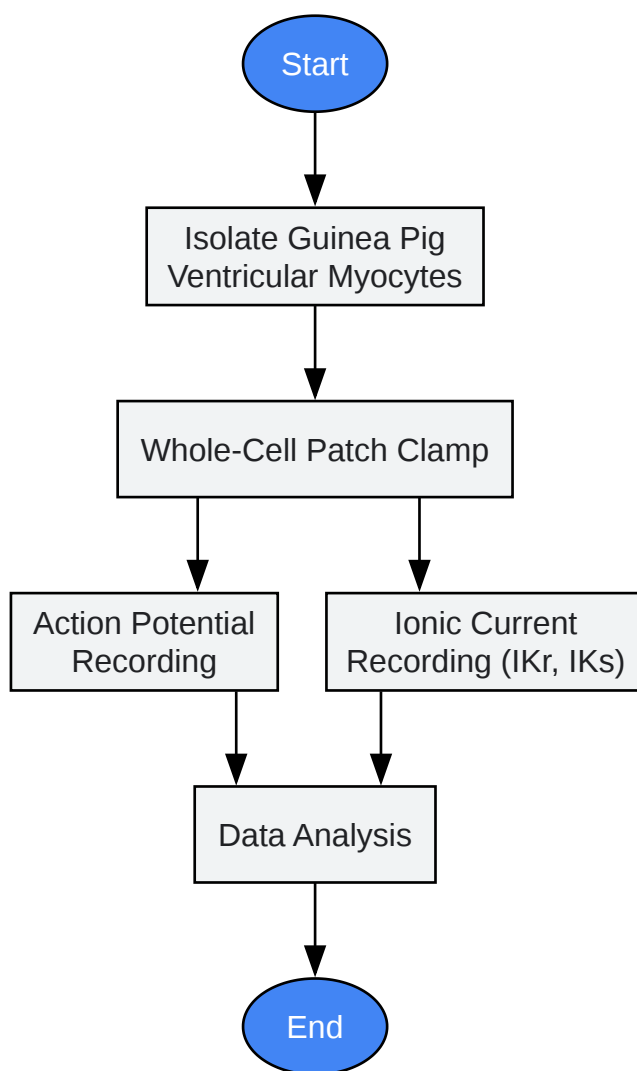 Start
Isolate Guinea Pig
Ventricular Myocytes
Whole-Cell Patch Clamp
Action Potential
Recording
Ionic Current
Recording (IKr, IKs)
Data Analysis
End